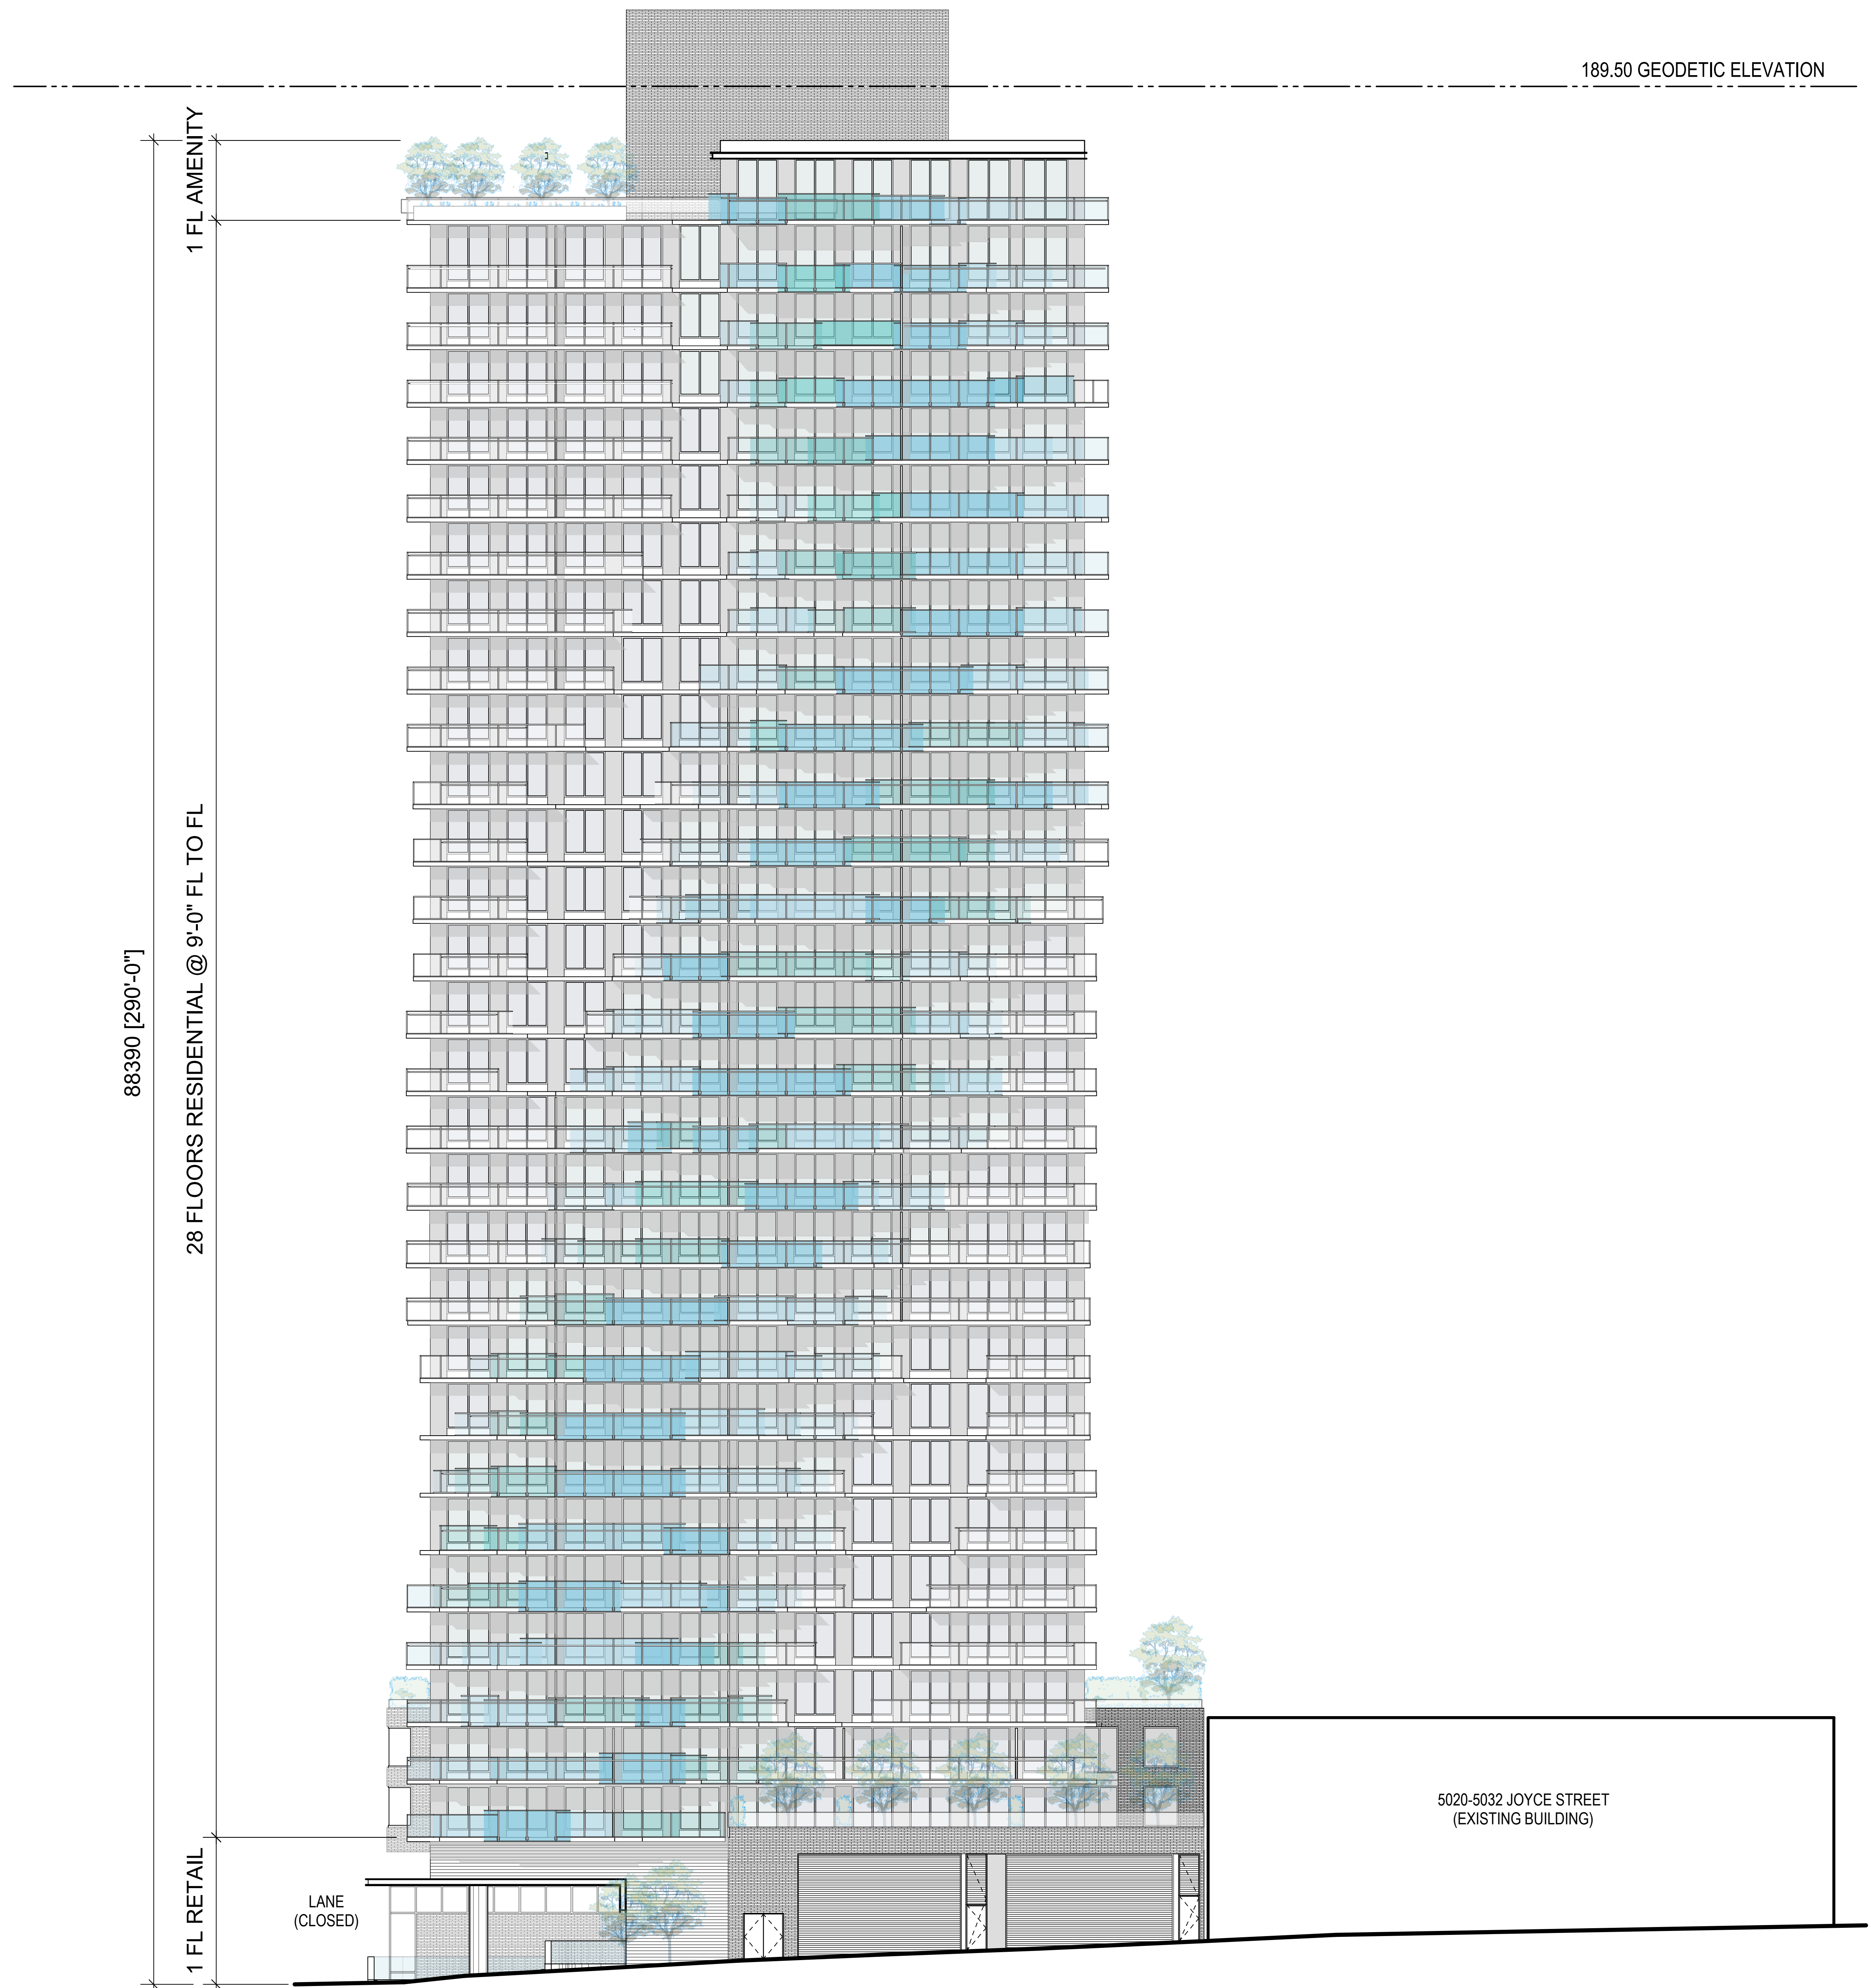 189.50 GEODETIC ELEVATION
1 FL AMENITY
28 FLOORS RESIDENTIAL @ 9'-0" FL TO FL
88390 [290'-0"]
1 FL RETAIL
LANE
(CLOSED)
5020-5032 JOYCE STREET
(EXISTING BUILDING)